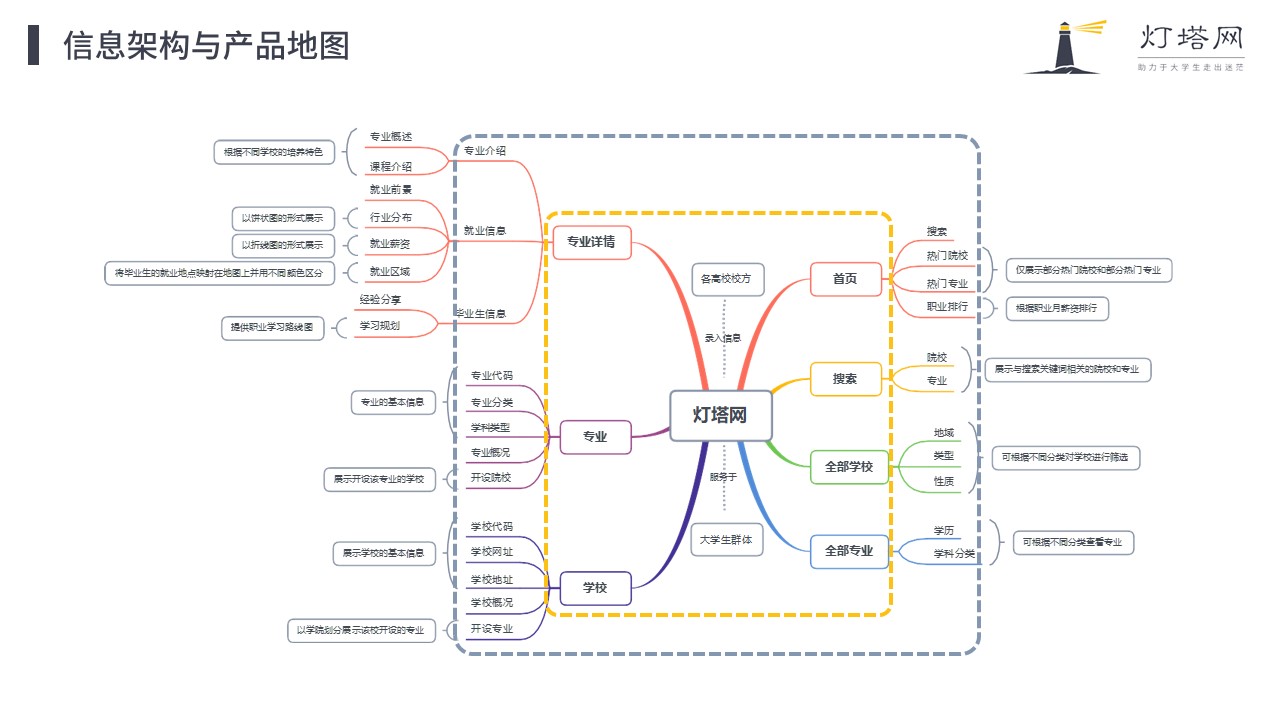 信息架构与产品地图
灯塔网
助力于大学生走出迷茫
根据不同学校的培养特色
专业概述
课程介绍
专业介绍
就业前景
以饼状图的形式展示
行业分布
以折线图的形式展示
就业薪资
将毕业生的就业地点映射在地图上并用不同颜色区分
就业区域
就业信息
经验分享
提供职业学习路线图
学习规划
毕业生信息
专业详情
专业的基本信息
专业代码
专业分类
学科类型
专业概况
展示开设该专业的学校
开设院校
专业
展示学校的基本信息
学校代码
学校网址
学校地址
学校概况
以学院划分展示该校开设的专业
开设专业
学校
各高校校方
录入信息
灯塔网
服务于
大学生群体
首页
搜索
热门院校
热门专业
仅展示部分热门院校和部分热门专业
职业排行
根据职业月薪资排行
搜索
院校
专业
展示与搜索关键词相关的院校和专业
全部学校
地域
类型
性质
可根据不同分类对学校进行筛选
全部专业
学历
学科分类
可根据不同分类查看专业